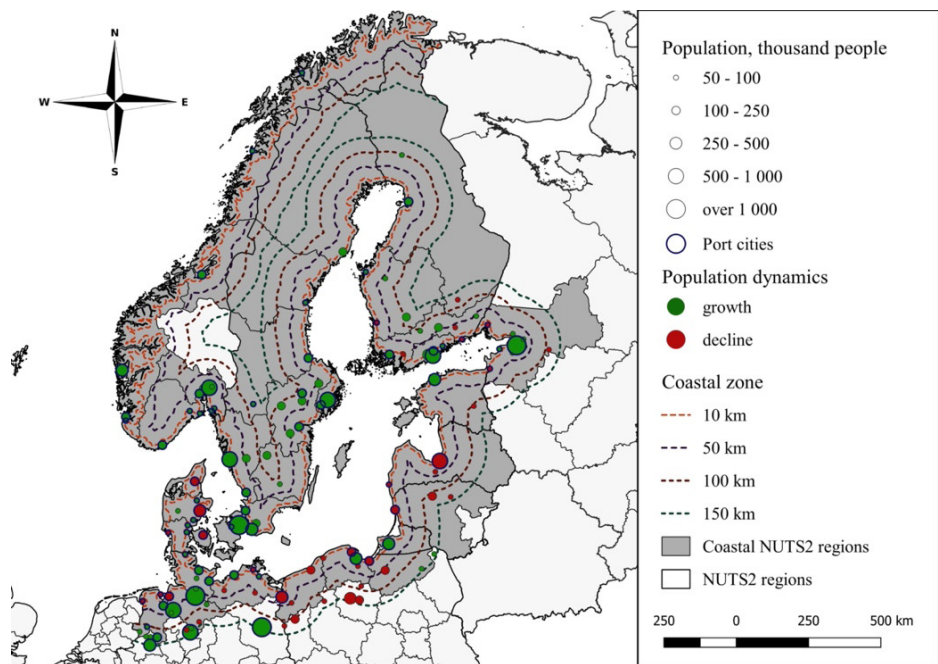 N
W
E
S
Population, thousand people
50 - 100
100 - 250
250 - 500
500 - 1 000
over 1 000
Port cities
Population dynamics
growth
decline
Coastal zone
10 km
50 km
100 km
150 km
Coastal NUTS2 regions
NUTS2 regions
250 0 250 500 km